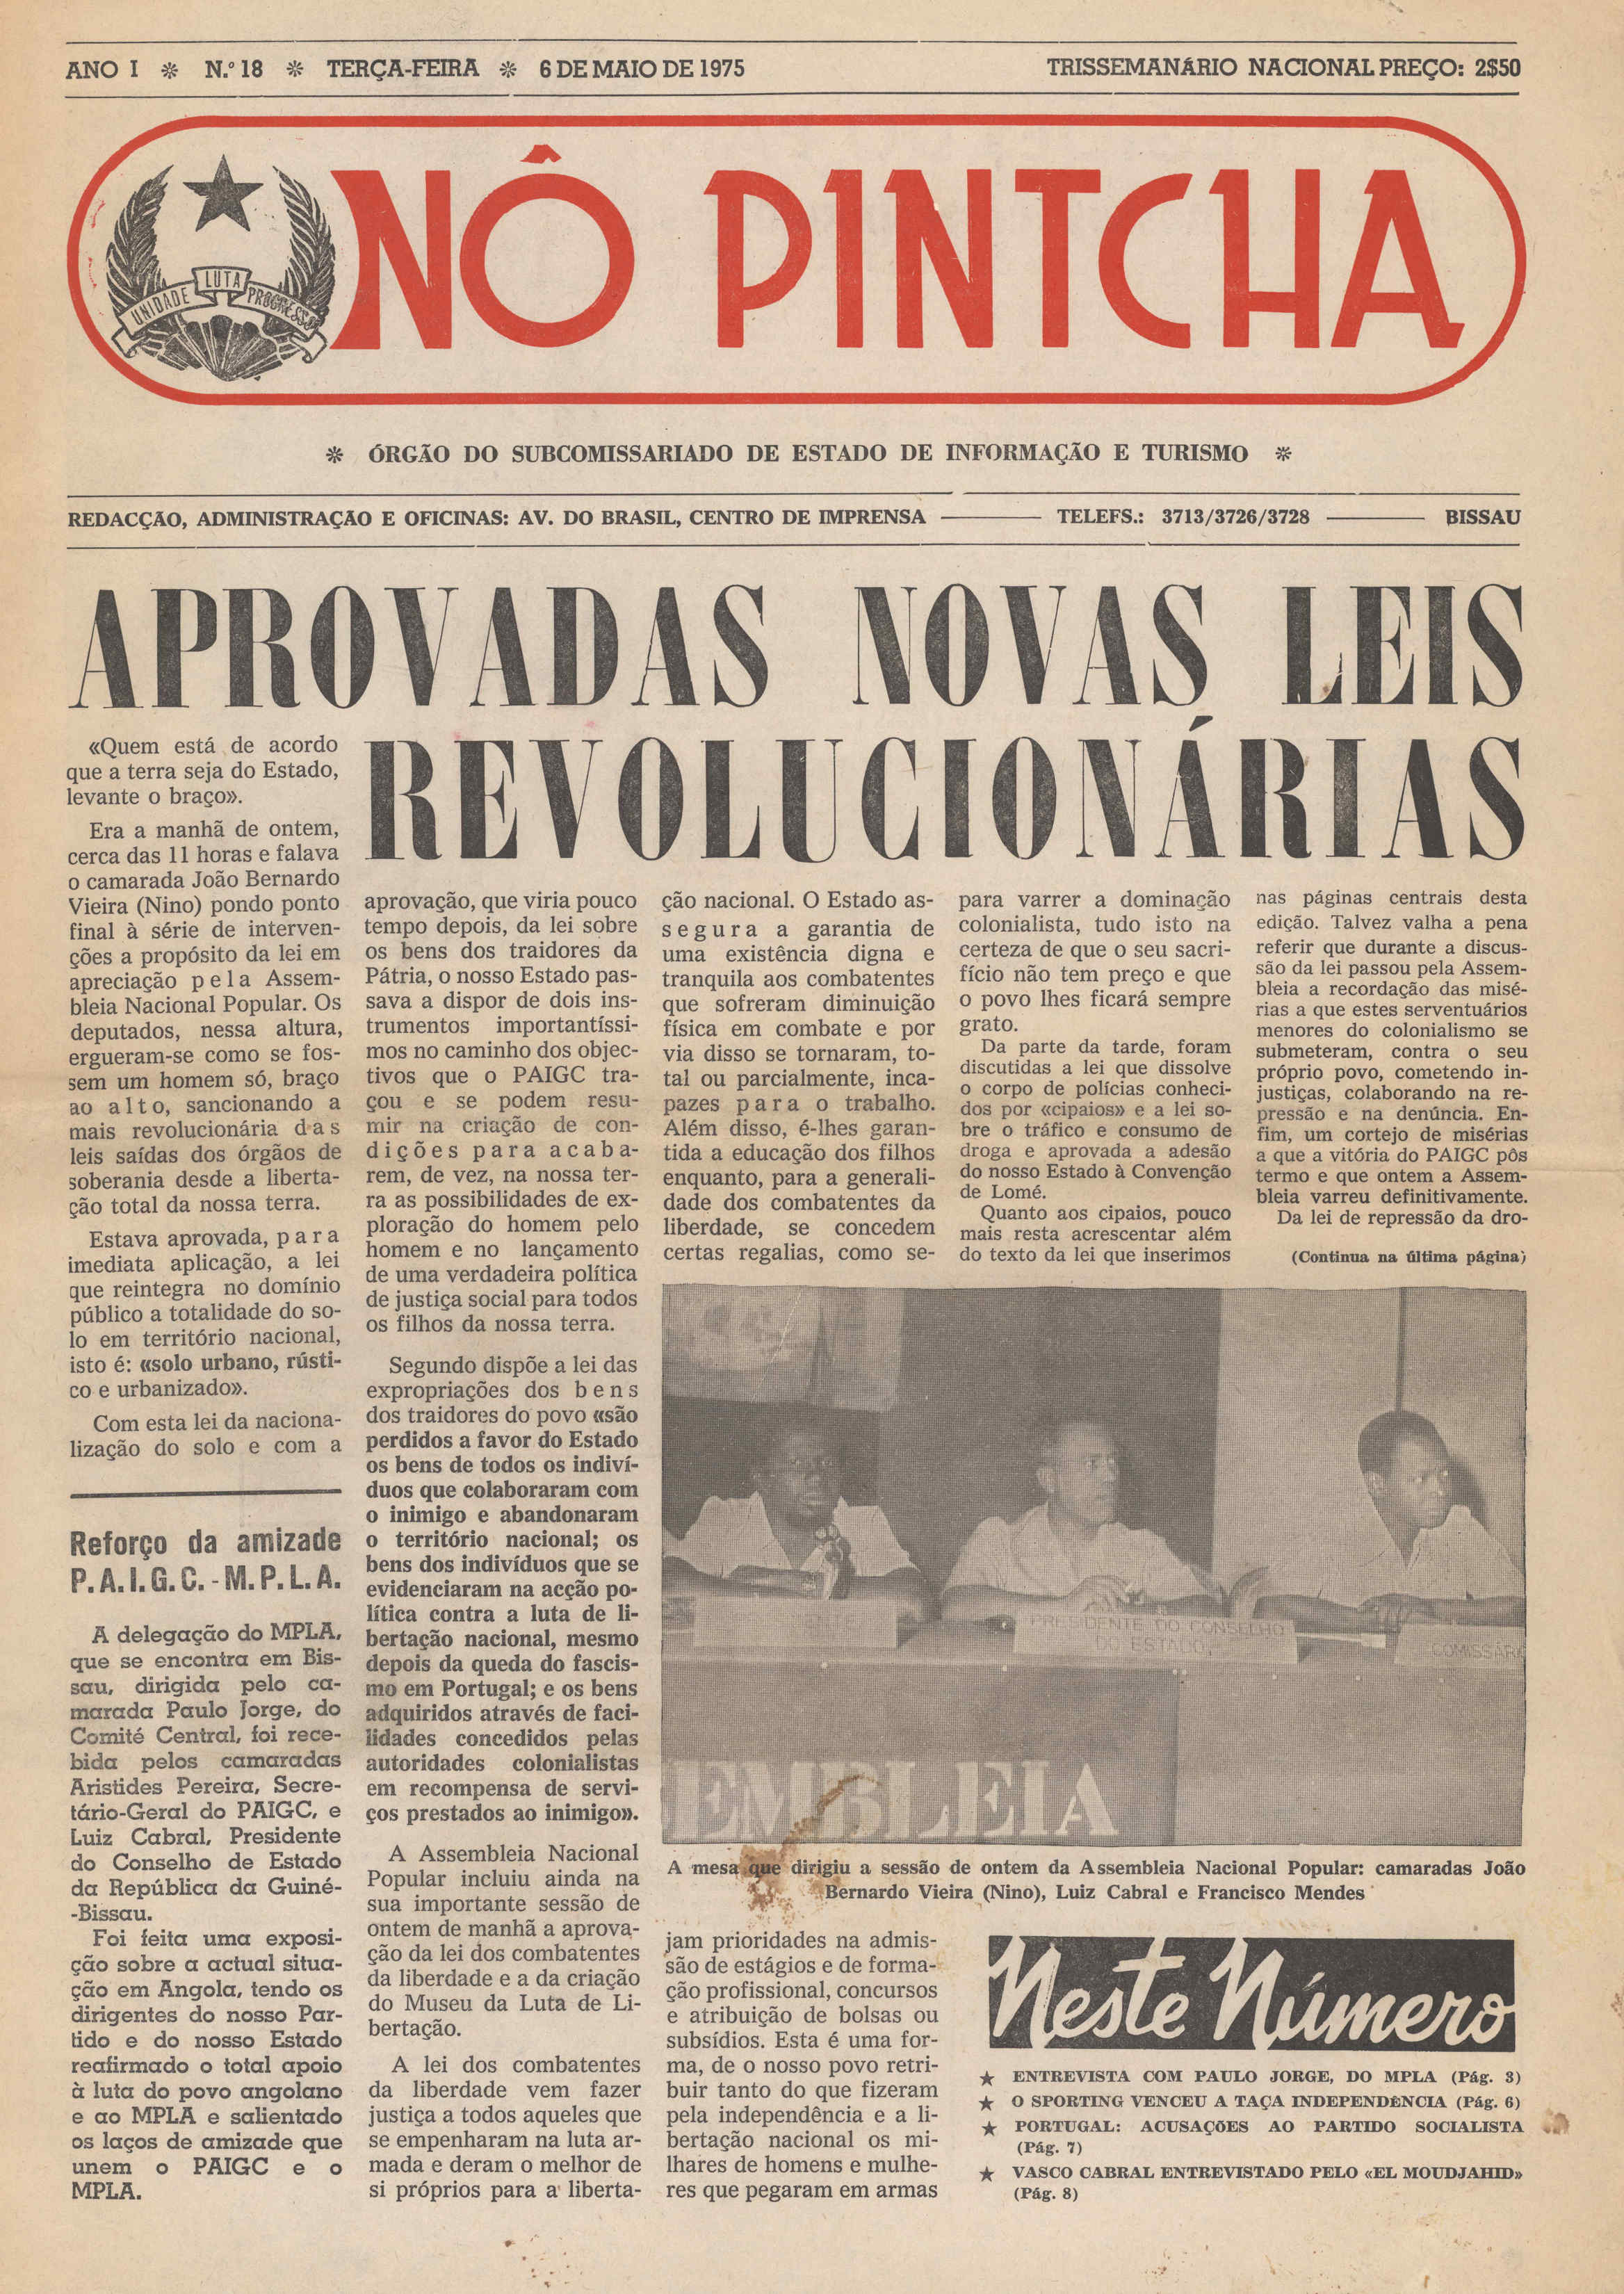 ANO I ❋ N.º 18 ❋ TERÇA-FEIRA ❋ 6 DE MAIO DE 1975
TRISSEMANÁRIO NACIONAL PREÇO: 2$50
UNIDADE LUTA PROGRESSO
NÔ PINTCHA
❋ ÓRGÃO DO SUBCOMISSARIADO DE ESTADO DE INFORMAÇÃO E TURISMO ❋
REDACÇÃO, ADMINISTRAÇÃO E OFICINAS: AV. DO BRASIL, CENTRO DE IMPRENSA ——— TELEFS.: 3713/3726/3728 ——— BISSAU
APROVADAS NOVAS LEIS
REVOLUCIONÁRIAS
«Quem está de acordo
que a terra seja do Estado,
levante o braço».
Era a manhã de ontem,
cerca das 11 horas e falava
o camarada João Bernardo
Vieira (Nino) pondo ponto
final à série de interven-
ções a propósito da lei em
apreciação pela Assem-
bleia Nacional Popular. Os
deputados, nessa altura,
ergueram-se como se fos-
sem um homem só, braço
ao alto, sancionando a
mais revolucionária das
leis saídas dos órgãos de
soberania desde a liberta-
ção total da nossa terra.
Estava aprovada, para
imediata aplicação, a lei
que reintegra no domínio
público a totalidade do so-
lo em território nacional,
isto é: «solo urbano, rústi-
co e urbanizado».
Com esta lei da naciona-
lização do solo e com a
aprovação, que viria pouco
tempo depois, da lei sobre
os bens dos traidores da
Pátria, o nosso Estado pas-
sava a dispor de dois ins-
trumentos importantíssi-
mos no caminho dos objec-
tivos que o PAIGC tra-
çou e se podem resu-
mir na criação de con-
dições para acaba-
rem, de vez, na nossa ter-
ra as possibilidades de ex-
ploração do homem pelo
homem e no lançamento
de uma verdadeira política
de justiça social para todos
os filhos da nossa terra.
Segundo dispõe a lei das
expropriações dos bens
dos traidores do povo «são
perdidos a favor do Estado
os bens de todos os indiví-
duos que colaboraram com
o inimigo e abandonaram
o território nacional; os
bens dos indivíduos que se
evidenciaram na acção po-
lítica contra a luta de li-
bertação nacional, mesmo
depois da queda do fascis-
mo em Portugal; e os bens
adquiridos através de faci-
lidades concedidos pelas
autoridades colonialistas
em recompensa de servi-
ços prestados ao inimigo».
A Assembleia Nacional
Popular incluiu ainda na
sua importante sessão de
ontem de manhã a aprova-
ção da lei dos combatentes
da liberdade e a da criação
do Museu da Luta de Li-
bertação.
A lei dos combatentes
da liberdade vem fazer
justiça a todos aqueles que
se empenharam na luta ar-
mada e deram o melhor de
si próprios para a liberta-
ção nacional. O Estado as-
segura a garantia de
uma existência digna e
tranquila aos combatentes
que sofreram diminuição
física em combate e por
via disso se tornaram, to-
tal ou parcialmente, inca-
pazes para o trabalho.
Além disso, é-lhes garan-
tida a educação dos filhos
enquanto, para a generali-
dade dos combatentes da
liberdade, se concedem
certas regalias, como se-
jam prioridades na admis-
são de estágios e de forma-
ção profissional, concursos
e atribuição de bolsas ou
subsídios. Esta é uma for-
ma, de o nosso povo retri-
buir tanto do que fizeram
pela independência e a li-
bertação nacional os mi-
lhares de homens e mulhe-
res que pegaram em armas
para varrer a dominação
colonialista, tudo isto na
certeza de que o seu sacri-
fício não tem preço e que
o povo lhes ficará sempre
grato.
Da parte da tarde, foram
discutidas a lei que dissolve
o corpo de polícias conheci-
dos por «cipaios» e a lei so-
bre o tráfico e consumo de
droga e aprovada a adesão
do nosso Estado à Convenção
de Lomé.
Quanto aos cipaios, pouco
mais resta acrescentar além
do texto da lei que inserimos
nas páginas centrais desta
edição. Talvez valha a pena
referir que durante a discus-
são da lei passou pela Assem-
bleia a recordação das misé-
rias a que estes serventuários
menores do colonialismo se
submeteram, contra o seu
próprio povo, cometendo in-
justiças, colaborando na re-
pressão e na denúncia. En-
fim, um cortejo de misérias
a que a vitória do PAIGC pôs
termo e que ontem a Assem-
bleia varreu definitivamente.
Da lei de repressão da dro-
(Continua na última página)
PRESIDENTE DO CONSELHO
DO ESTADO
COMISSÁR
EMBLEIA
A mesa que dirigiu a sessão de ontem da Assembleia Nacional Popular: camaradas João
Bernardo Vieira (Nino), Luiz Cabral e Francisco Mendes
Reforço da amizade
P.A.I.G.C.-M.P.L.A.
A delegação do MPLA,
que se encontra em Bis-
sau, dirigida pelo ca-
marada Paulo Jorge, do
Comité Central, foi rece-
bida pelos camaradas
Aristides Pereira, Secre-
tário-Geral do PAIGC, e
Luiz Cabral, Presidente
do Conselho de Estado
da República da Guiné-
-Bissau.
Foi feita uma exposi-
ção sobre a actual situa-
ção em Angola, tendo os
dirigentes do nosso Par-
tido e do nosso Estado
reafirmado o total apoio
à luta do povo angolano
e ao MPLA e salientado
os laços de amizade que
unem o PAIGC e o
MPLA.
Neste Número
★ ENTREVISTA COM PAULO JORGE, DO MPLA (Pág. 3)
★ O SPORTING VENCEU A TAÇA INDEPENDÊNCIA (Pág. 6)
★ PORTUGAL: ACUSAÇÕES AO PARTIDO SOCIALISTA
(Pág. 7)
★ VASCO CABRAL ENTREVISTADO PELO «EL MOUDJAHID»
(Pág. 8)